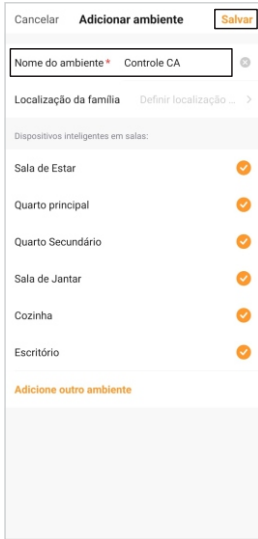 Cancelar Adicionar ambiente Salvar
Nome do ambiente * Controle CA
Localização da família Definir localização ... >
Dispositivos inteligentes em salas:
Sala de Estar
Quarto principal
Quarto Secundário
Sala de Jantar
Cozinha
Escritório
Adicione outro ambiente